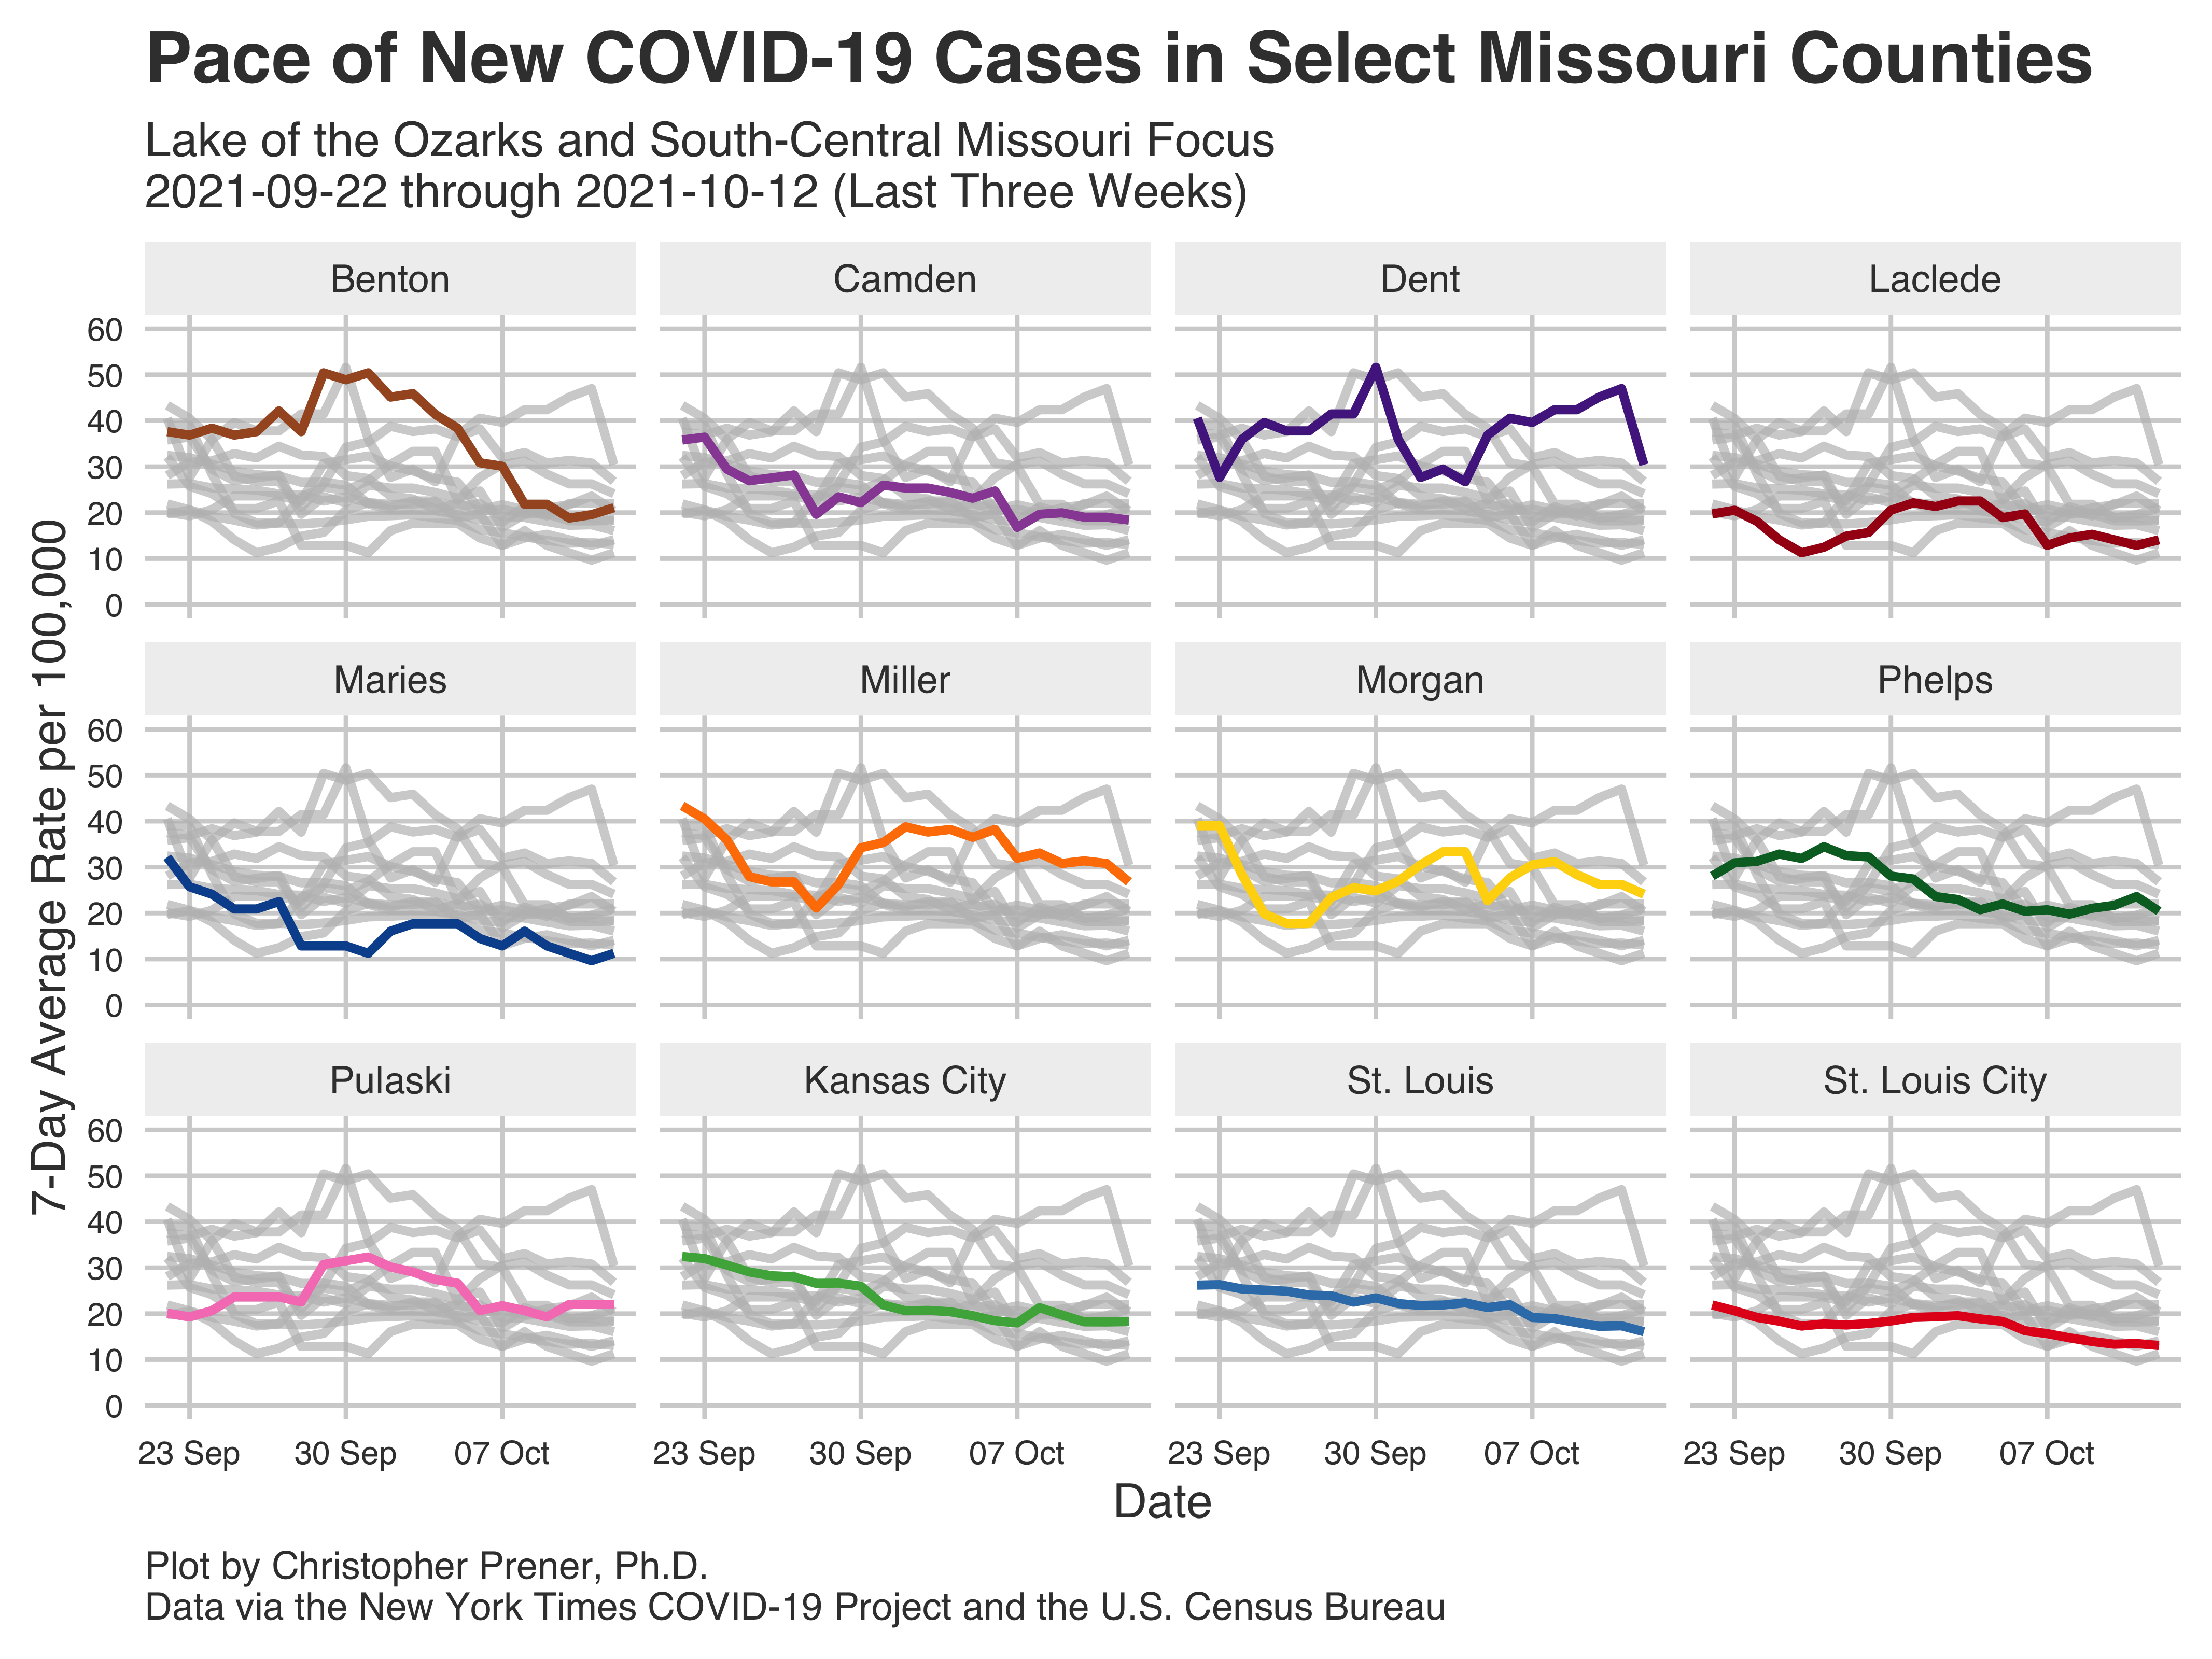 Pace of New COVID-19 Cases in Select Missouri Counties
Lake of the Ozarks and South-Central Missouri Focus
2021-09-22 through 2021-10-12 (Last Three Weeks)
7-Day Average Rate per 100,000
Benton
Camden
Dent
Laclede
60
50
40
30
20
10
0
Maries
Miller
Morgan
Phelps
60
50
40
30
20
10
0
Pulaski
Kansas City
St. Louis
St. Louis City
60
50
40
30
20
10
0
23 Sep 30 Sep 07 Oct
23 Sep 30 Sep 07 Oct
23 Sep 30 Sep 07 Oct
23 Sep 30 Sep 07 Oct
Date
Plot by Christopher Prener, Ph.D.
Data via the New York Times COVID-19 Project and the U.S. Census Bureau